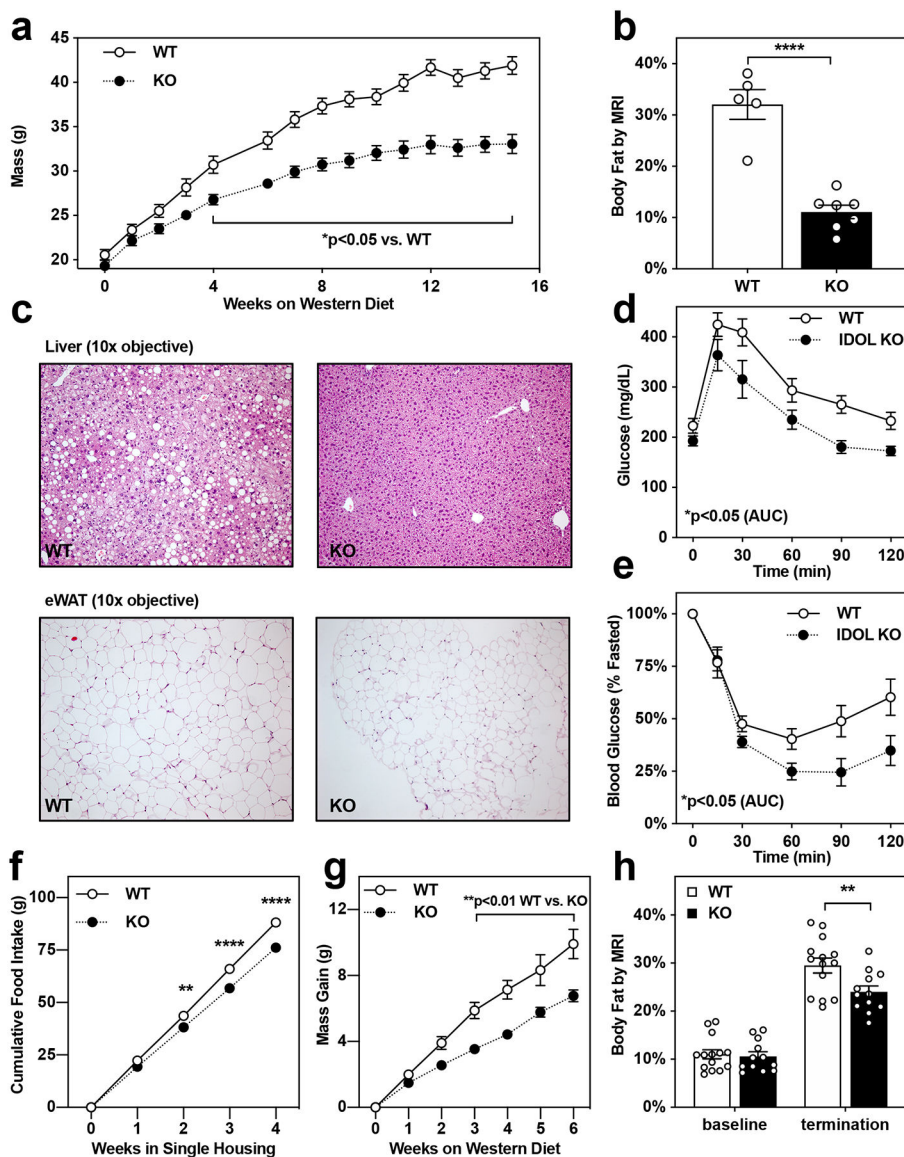 a
WT
KO
Mass (g)
45
40
35
30
25
20
*p<0.05 vs. WT
0 4 8 12 16
Weeks on Western Diet
b
****
Body Fat by MRI
40%
30%
20%
10%
0%
WT KO
c
Liver (10x objective)
WT
KO
eWAT (10x objective)
WT
KO
d
WT
IDOL KO
Glucose (mg/dL)
400
300
200
0
*p<0.05 (AUC)
0 30 60 90 120
Time (min)
e
WT
IDOL KO
Blood Glucose (% Fasted)
100%
75%
50%
25%
0%
*p<0.05 (AUC)
0 30 60 90 120
Time (min)
f
WT
KO
Cumulative Food Intake (g)
100
75
50
25
0
**
****
****
0 1 2 3 4
Weeks in Single Housing
g
WT
KO
**p<0.01 WT vs. KO
Mass Gain (g)
12
8
4
0
0 1 2 3 4 5 6
Weeks on Western Diet
h
WT
KO
**
Body Fat by MRI
40%
30%
20%
10%
0%
baseline termination